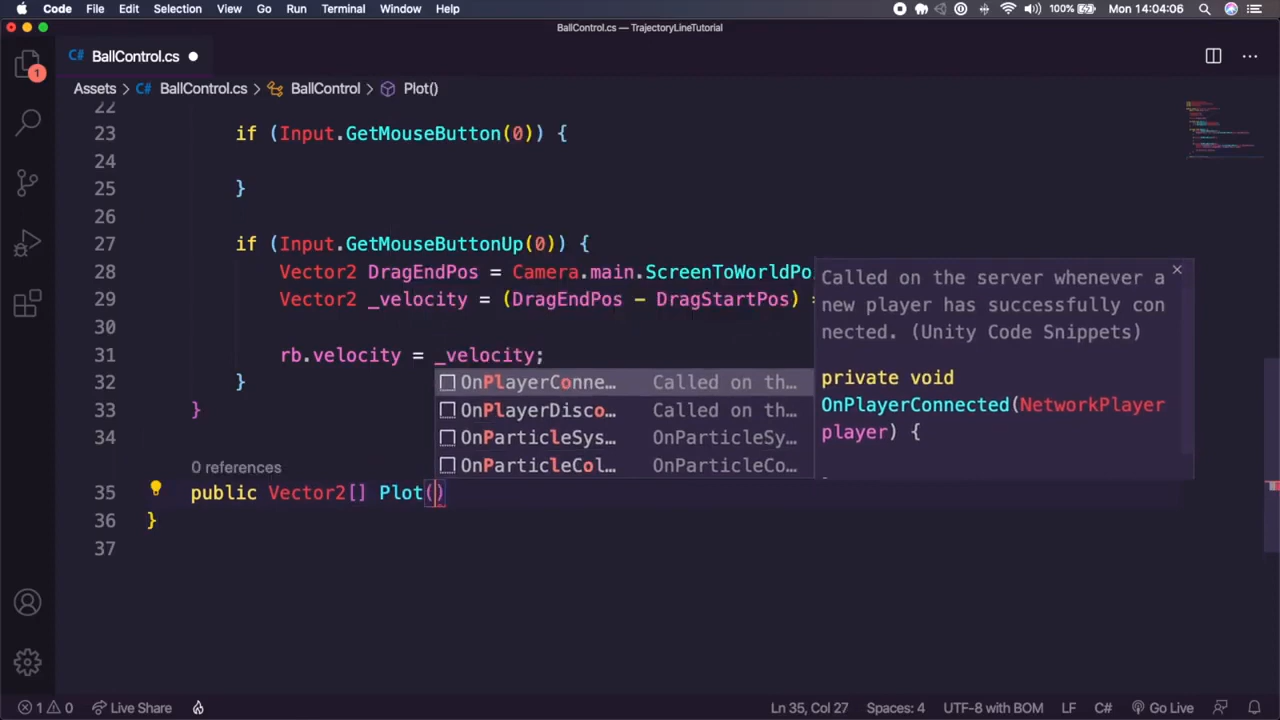 Code File Edit Selection View Go Run Terminal Window Help 100% Mon 14:04:06
BallControl.cs — TrajectoryLineTutorial
C# BallControl.cs
Assets > C# BallControl.cs > BallControl > Plot()
1
22
23 if (Input.GetMouseButton(0)) {
24
25 }
26
27 if (Input.GetMouseButtonUp(0)) {
28 Vector2 DragEndPos = Camera.main.ScreenToWorldPo
29 Vector2 _velocity = (DragEndPos - DragStartPos)
30
31 rb.velocity = _velocity;
32 }
33 }
34
OnPlayerConne… Called on th…
OnPlayerDisco… Called on th…
OnParticleSys… OnParticleSy…
OnParticleCol… OnParticleCo…
Called on the server whenever a
new player has successfully con
nected. (Unity Code Snippets)
private void
OnPlayerConnected(NetworkPlayer
player) {
0 references
35 public Vector2[] Plot()
36 }
37
1 0 Live Share Ln 35, Col 27 Spaces: 4 UTF-8 with BOM LF C# Go Live